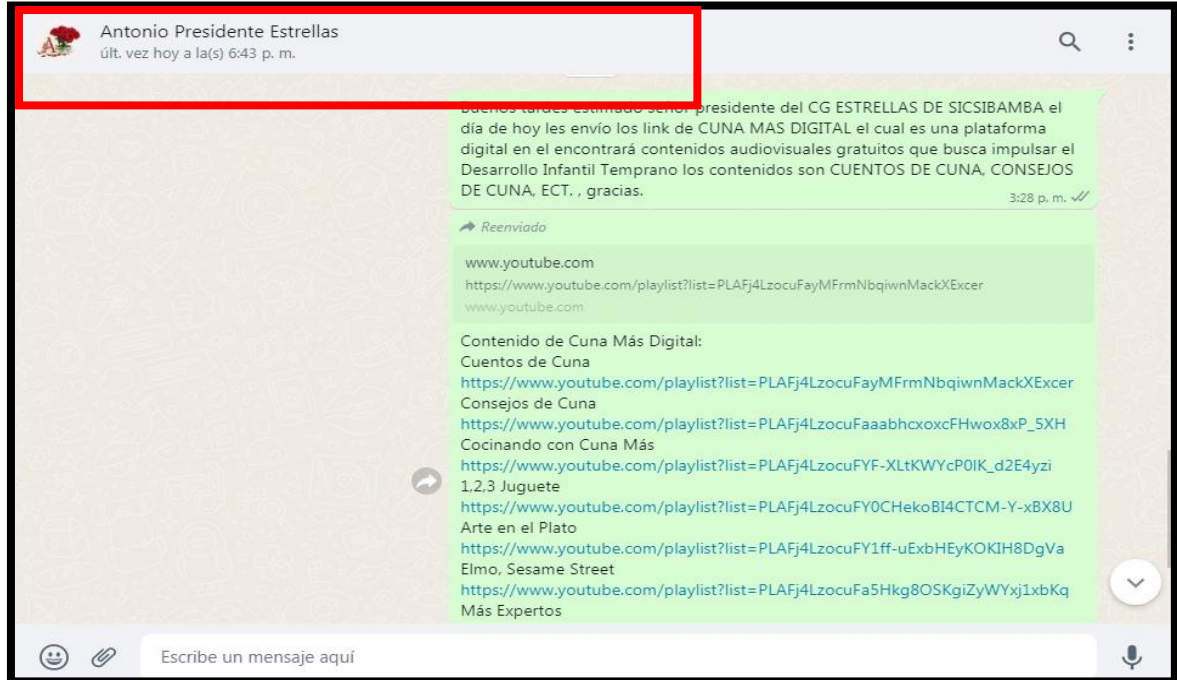 Antonio Presidente Estrellas
últ. vez hoy a la(s) 6:43 p. m.
Buenos tardes estimado señor presidente del CG ESTRELLAS DE SICSIBAMBA el
día de hoy les envío los link de CUNA MAS DIGITAL el cual es una plataforma
digital en el encontrará contenidos audiovisuales gratuitos que busca impulsar el
Desarrollo Infantil Temprano los contenidos son CUENTOS DE CUNA, CONSEJOS
DE CUNA, ECT. , gracias.
3:28 p. m.
Reenviado
www.youtube.com
https://www.youtube.com/playlist?list=PLAFj4LzocuFayMFrmNbqiwnMackXExcer
www.youtube.com
Contenido de Cuna Más Digital:
Cuentos de Cuna
https://www.youtube.com/playlist?list=PLAFj4LzocuFayMFrmNbqiwnMackXExcer
Consejos de Cuna
https://www.youtube.com/playlist?list=PLAFj4LzocuFaaabhcxoxcFHwox8xP_5XH
Cocinando con Cuna Más
https://www.youtube.com/playlist?list=PLAFj4LzocuFYF-XLtKWYcP0lK_d2E4yzi
1,2,3 Juguete
https://www.youtube.com/playlist?list=PLAFj4LzocuFY0CHekoBI4CTCM-Y-xBX8U
Arte en el Plato
https://www.youtube.com/playlist?list=PLAFj4LzocuFY1ff-uExbHEyKOKIH8DgVa
Elmo, Sesame Street
https://www.youtube.com/playlist?list=PLAFj4LzocuFa5Hkg8OSKgiZyWYxj1xbKq
Más Expertos
Escribe un mensaje aquí